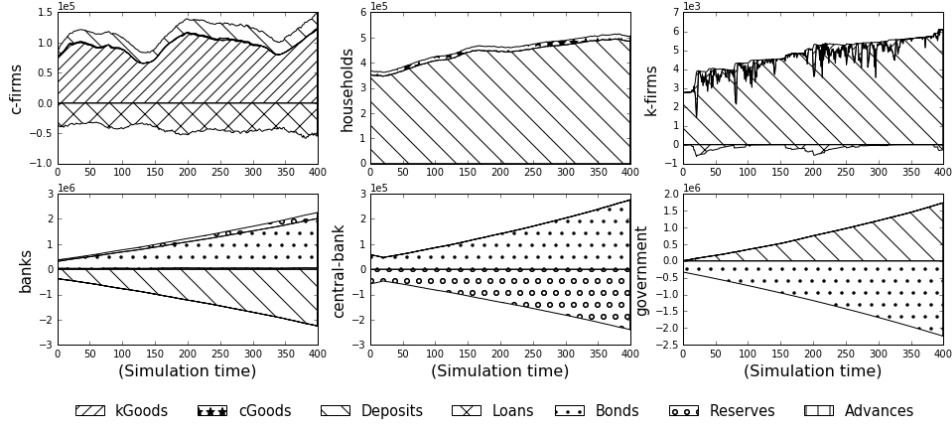 1.5 1e5
1.0
0.5
0.0
−0.5
−1.0
c-firms
0 50 100 150 200 250 300 350 400
6 1e5
5
4
3
2
1
0
households
0 50 100 150 200 250 300 350 400
7 1e3
6
5
4
3
2
1
0
−1
k-firms
0 50 100 150 200 250 300 350 400
3 1e6
2
1
0
−1
−2
−3
banks
0 50 100 150 200 250 300 350 400
(Simulation time)
3 1e5
2
1
0
−1
−2
−3
central-bank
0 50 100 150 200 250 300 350 400
(Simulation time)
2.0 1e6
1.5
1.0
0.5
0.0
−0.5
−1.0
−1.5
−2.0
−2.5
government
0 50 100 150 200 250 300 350 400
(Simulation time)
kGoods cGoods Deposits Loans Bonds Reserves Advances